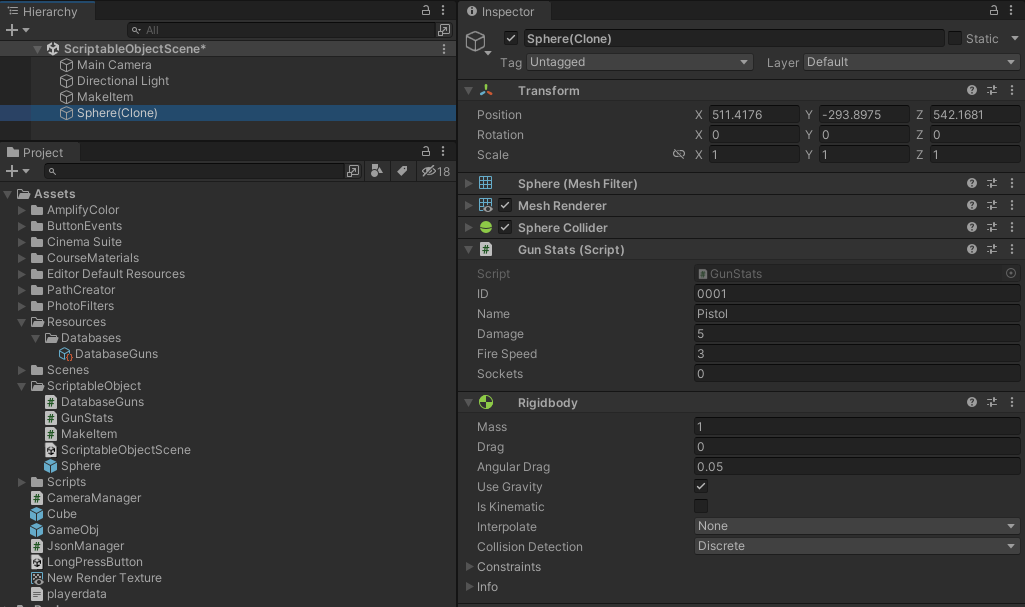 Hierarchy
All
ScriptableObjectScene*
Main Camera
Directional Light
MakeItem
Sphere(Clone)
Project
18
Assets
AmplifyColor
ButtonEvents
Cinema Suite
CourseMaterials
Editor Default Resources
PathCreator
PhotoFilters
Resources
Databases
DatabaseGuns
Scenes
ScriptableObject
DatabaseGuns
GunStats
MakeItem
ScriptableObjectScene
Sphere
Scripts
CameraManager
Cube
GameObj
JsonManager
LongPressButton
New Render Texture
playerdata
Inspector
Sphere(Clone) Static
Tag Untagged Layer Default
Transform
Position X 511.4176 Y -293.8975 Z 542.1681
Rotation X 0 Y 0 Z 0
Scale X 1 Y 1 Z 1
Sphere (Mesh Filter)
Mesh Renderer
Sphere Collider
Gun Stats (Script)
Script GunStats
ID 0001
Name Pistol
Damage 5
Fire Speed 3
Sockets 0
Rigidbody
Mass 1
Drag 0
Angular Drag 0.05
Use Gravity
Is Kinematic
Interpolate None
Collision Detection Discrete
Constraints
Info